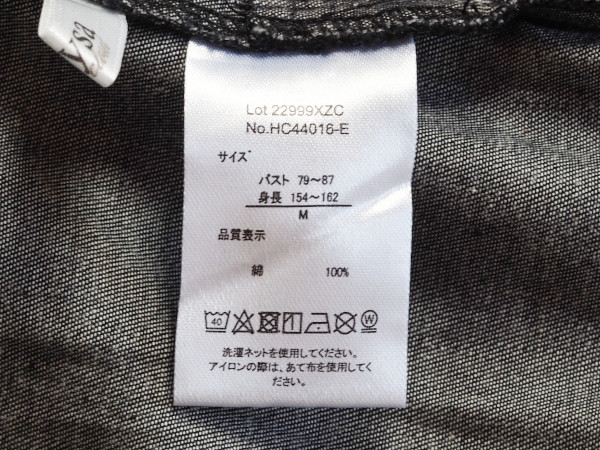 Lot 22999XZC
No.HC44016-E
サイズ
バスト 79～87
身長 154～162
M
品質表示
綿 100%
40
W
洗濯ネットを使用してください。
アイロンの際は、あて布を使用してく
ださい。